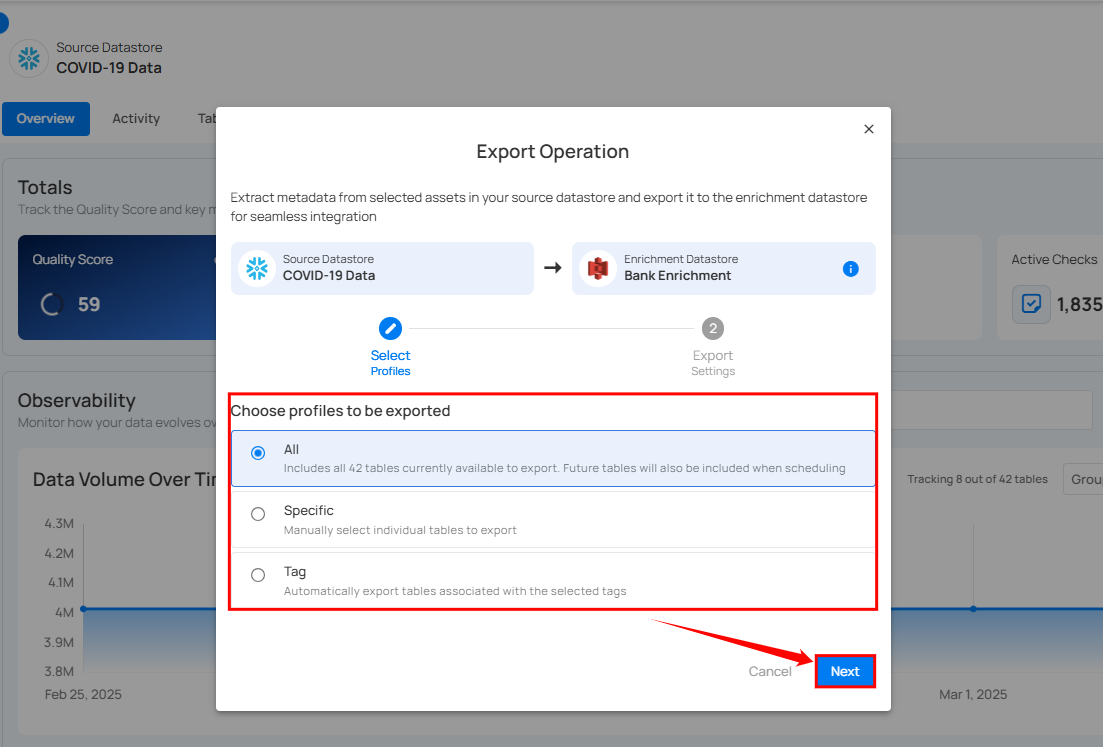 Source Datastore
COVID-19 Data
Overview
Activity
Export Operation
Extract metadata from selected assets in your source datastore and export it to the enrichment datastore
for seamless integration
Source Datastore
COVID-19 Data
Enrichment Datastore
Bank Enrichment
2
Select
Profiles
Export
Settings
Choose profiles to be exported
All
Includes all 42 tables currently available to export. Future tables will also be included when scheduling
Specific
Manually select individual tables to export
Tag
Automatically export tables associated with the selected tags
Cancel
Next
Totals
Track the Quality Score and key
Quality Score
59
Active Checks
1,835
Observability
Monitor how your data evolves
Data Volume Over
Tracking 8 out of 42 tables
4.3M
4.2M
4.1M
4M
3.9M
3.8M
Feb 25, 2025
Mar 1, 2025